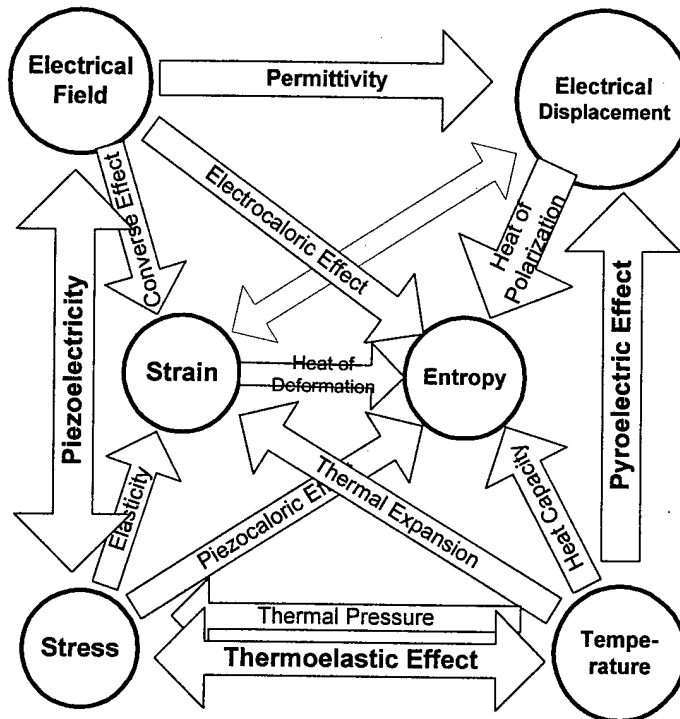 Electrical
Field
Permittivity
Electrical
Displacement
Converse Effect
Electrocaloric Effect
Heat of
Polarization
Piezoelectricity
Pyroelectric Effect
Strain
Heat of
Deformation
Entropy
Elasticity
Piezocaloric
Thermal Expansion
Heat Capacity
Thermal Pressure
Stress
Thermoelastic Effect
Tempe-
rature